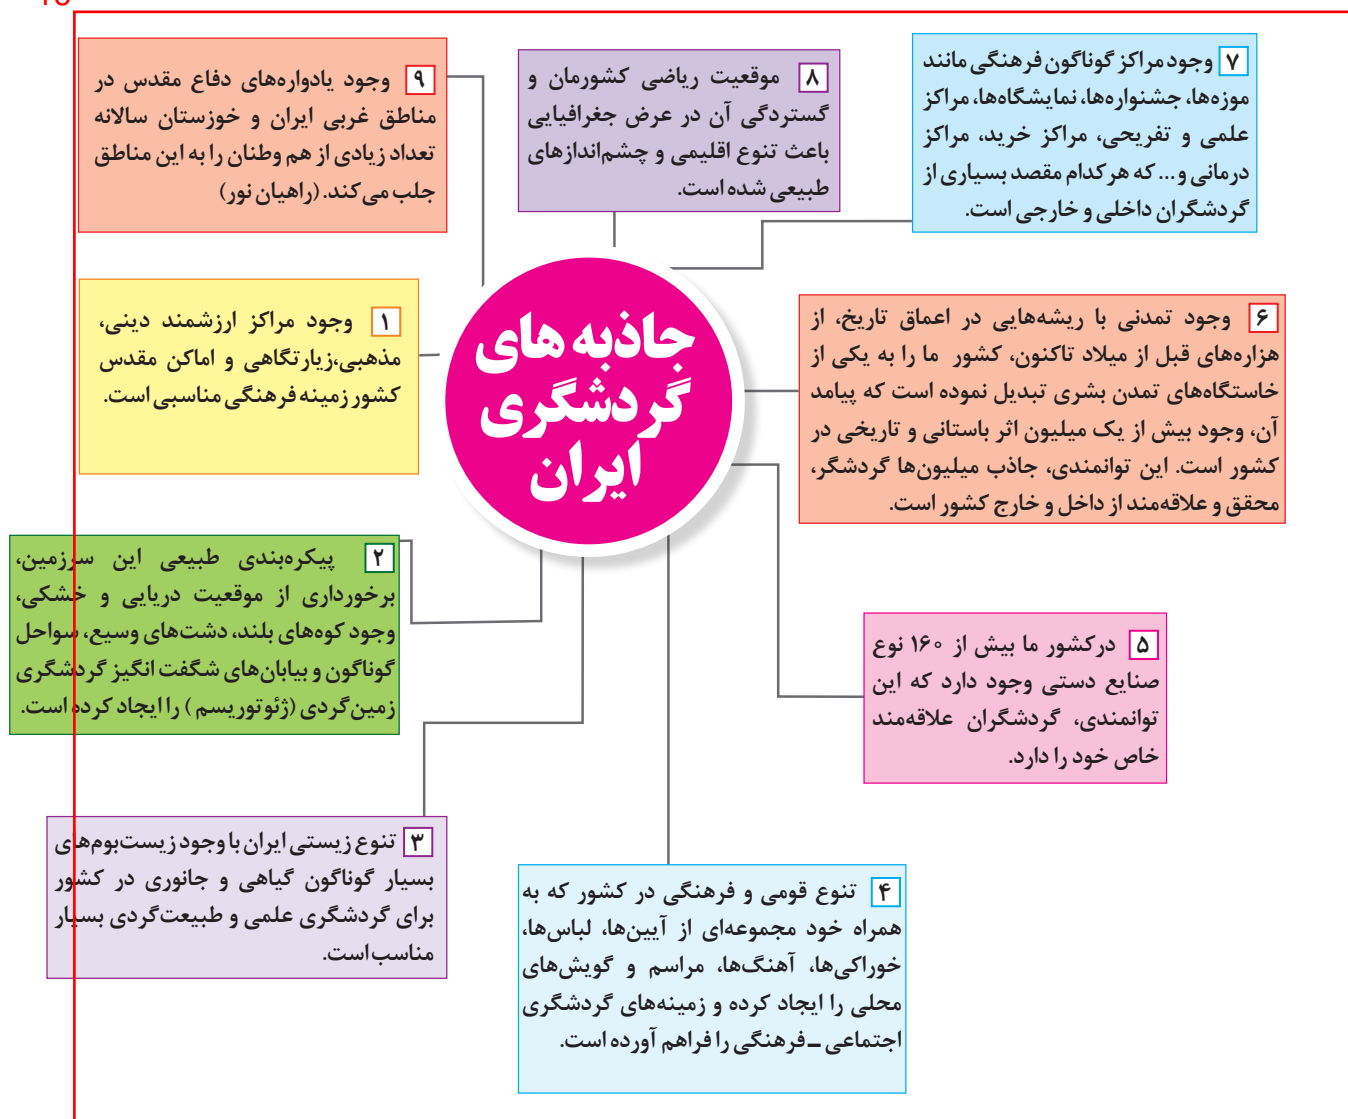 جاذبه های
گردشگری
ایران
۱ وجود مراکز ارزشمند دینی،
مذهبی،زیارتگاهی و اماکن مقدس
کشور زمینه فرهنگی مناسبی است.
۲ پیکره‌بندی طبیعی این سرزمین،
برخورداری از موقعیت دریایی و خشکی،
وجود کوه‌های بلند، دشت‌های وسیع، سواحل
گوناگون و بیابان‌های شگفت انگیز گردشگری
زمین‌گردی (ژئوتوریسم ) را ایجاد کرده است.
۳ تنوع زیستی ایران با وجود زیست‌بوم‌های
بسیار گوناگون گیاهی و جانوری در کشور
برای گردشگری علمی و طبیعت‌گردی بسیار
مناسب است.
۴ تنوع قومی و فرهنگی در کشور که به
همراه خود مجموعه‌ای از آیین‌ها، لباس‌ها،
خوراکی‌ها، آهنگ‌ها، مراسم و گویش‌های
محلی را ایجاد کرده و زمینه‌های گردشگری
اجتماعی ـ فرهنگی را فراهم آورده است.
۵ درکشور ما بیش از ۱۶۰ نوع
صنایع دستی وجود دارد که این
توانمندی، گردشگران علاقه‌مند
خاص خود را دارد.
۶ وجود تمدنی با ریشه‌هایی در اعماق تاریخ، از
هزاره‌های قبل از میلاد تاکنون، کشور ما را به یکی از
خاستگاه‌های تمدن بشری تبدیل نموده است که پیامد
آن، وجود بیش از یک میلیون اثر باستانی و تاریخی در
کشور است. این توانمندی، جاذب میلیون‌ها گردشگر،
محقق و علاقه‌مند از داخل و خارج کشور است.
۷ وجود مراکز گوناگون فرهنگی مانند
موزه‌ها، جشنواره‌ها، نمایشگاه‌ها، مراکز
علمی و تفریحی، مراکز خرید، مراکز
درمانی و... که هرکدام مقصد بسیاری از
گردشگران داخلی و خارجی است.
۸ موقعیت ریاضی کشورمان و
گستردگی آن در عرض جغرافیایی
باعث تنوع اقلیمی و چشم‌اندازهای
طبیعی شده است.
۹ وجود یادواره‌های دفاع مقدس در
مناطق غربی ایران و خوزستان سالانه
تعداد زیادی از هم وطنان را به این مناطق
جلب می‌کند. (راهیان نور)